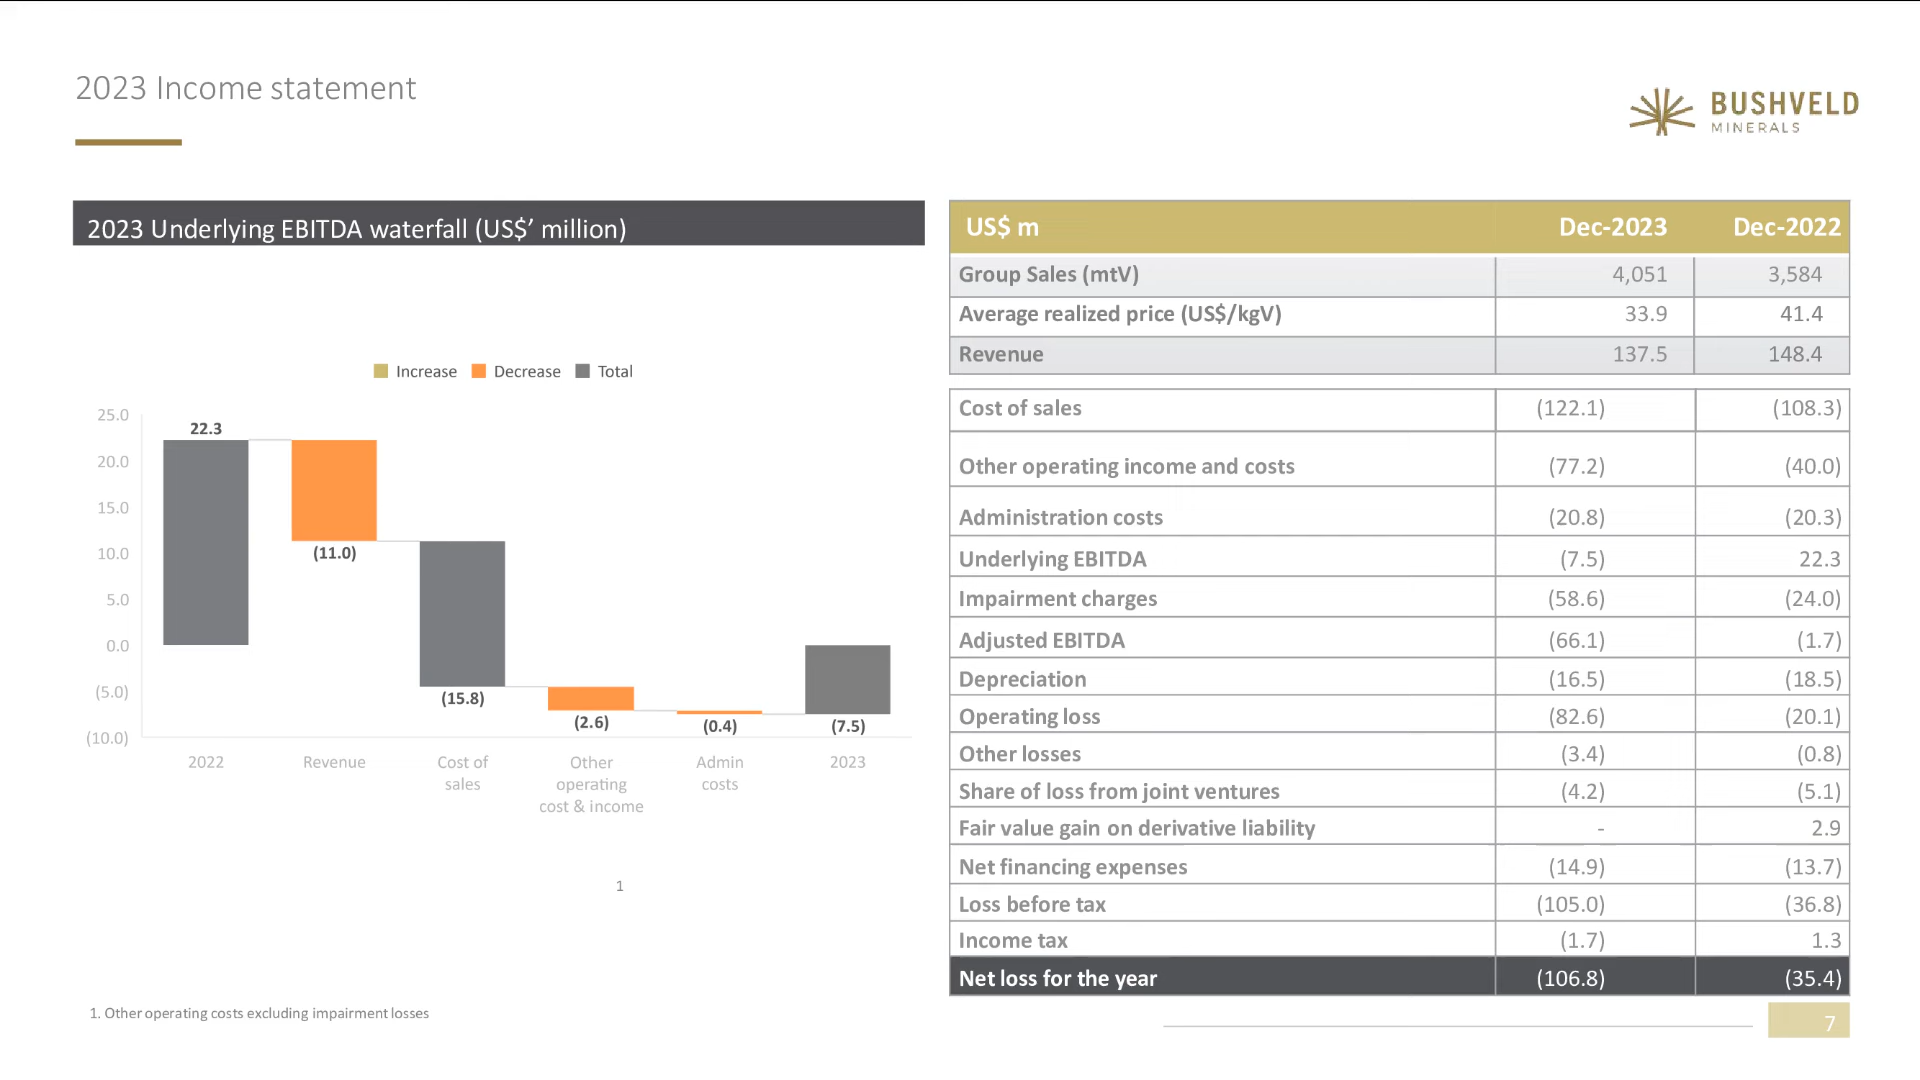 2023 Income statement
BUSHVELD
MINERALS
2023 Underlying EBITDA waterfall (US$’ million)
Increase Decrease Total
25.0
20.0
15.0
10.0
5.0
0.0
(5.0)
(10.0)
22.3
(11.0)
(15.8)
(2.6)
(0.4)
(7.5)
2022 Revenue Cost of Other Admin 2023
sales operating costs
cost & income
1
1. Other operating costs excluding impairment losses
US$ m Dec-2023 Dec-2022
Group Sales (mtV) 4,051 3,584
Average realized price (US$/kgV) 33.9 41.4
Revenue 137.5 148.4
Cost of sales (122.1) (108.3)
Other operating income and costs (77.2) (40.0)
Administration costs (20.8) (20.3)
Underlying EBITDA (7.5) 22.3
Impairment charges (58.6) (24.0)
Adjusted EBITDA (66.1) (1.7)
Depreciation (16.5) (18.5)
Operating loss (82.6) (20.1)
Other losses (3.4) (0.8)
Share of loss from joint ventures (4.2) (5.1)
Fair value gain on derivative liability - 2.9
Net financing expenses (14.9) (13.7)
Loss before tax (105.0) (36.8)
Income tax (1.7) 1.3
Net loss for the year (106.8) (35.4)
7